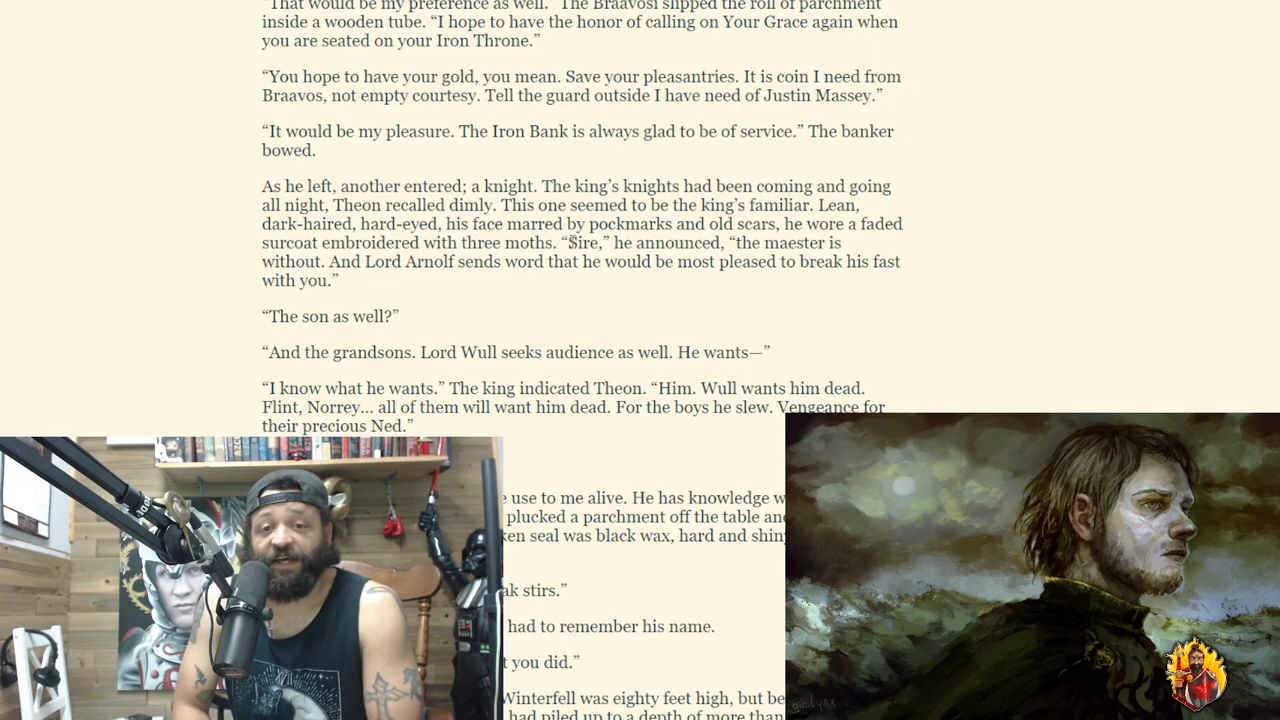 “That would be my preference as well.” The Braavosi slipped the roll of parchment
inside a wooden tube. “I hope to have the honor of calling on Your Grace again when
you are seated on your Iron Throne.”
“You hope to have your gold, you mean. Save your pleasantries. It is coin I need from
Braavos, not empty courtesy. Tell the guard outside I have need of Justin Massey.”
“It would be my pleasure. The Iron Bank is always glad to be of service.” The banker
bowed.
As he left, another entered; a knight. The king’s knights had been coming and going
all night, Theon recalled dimly. This one seemed to be the king’s familiar. Lean,
dark-haired, hard-eyed, his face marred by pockmarks and old scars, he wore a faded
surcoat embroidered with three moths. “Sire,” he announced, “the maester is
without. And Lord Arnolf sends word that he would be most pleased to break his fast
with you.”
“The son as well?”
“And the grandsons. Lord Wull seeks audience as well. He wants—”
“I know what he wants.” The king indicated Theon. “Him. Wull wants him dead.
Flint, Norrey… all of them will want him dead. For the boys he slew. Vengeance for
their precious Ned.”
use to me alive. He has knowledge
plucked a parchment off the table
seal was black wax, hard and
stirs.”
had to remember his name.
you did.”
Winterfell was eighty feet high, but
had piled up to a depth of more than
RODE